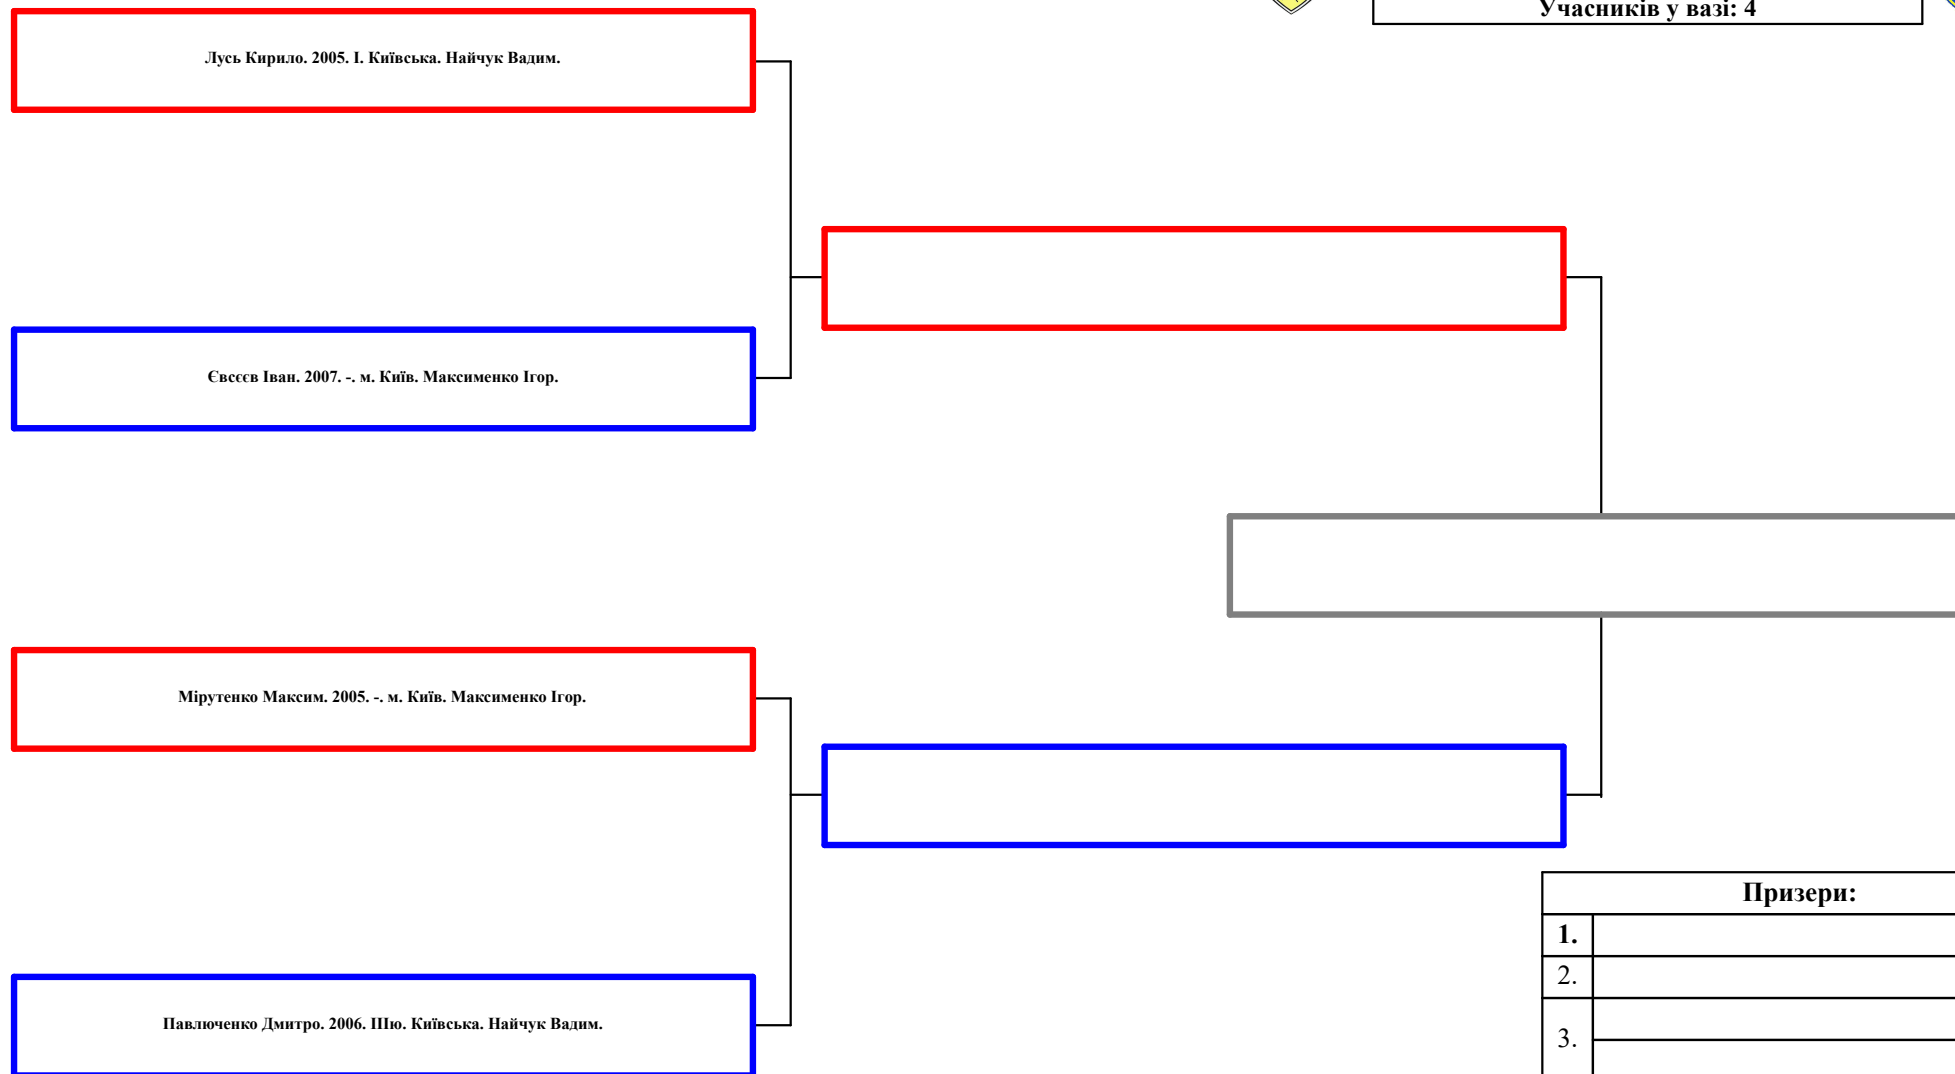 Учасників у вазі: 4
Лусь Кирило. 2005. І. Київська. Найчук Вадим.
Євсєєв Іван. 2007. -. м. Київ. Максименко Ігор.
Мірутенко Максим. 2005. -. м. Київ. Максименко Ігор.
Павлюченко Дмитро. 2006. ІІІю. Київська. Найчук Вадим.
Призери:
1.
2.
3.